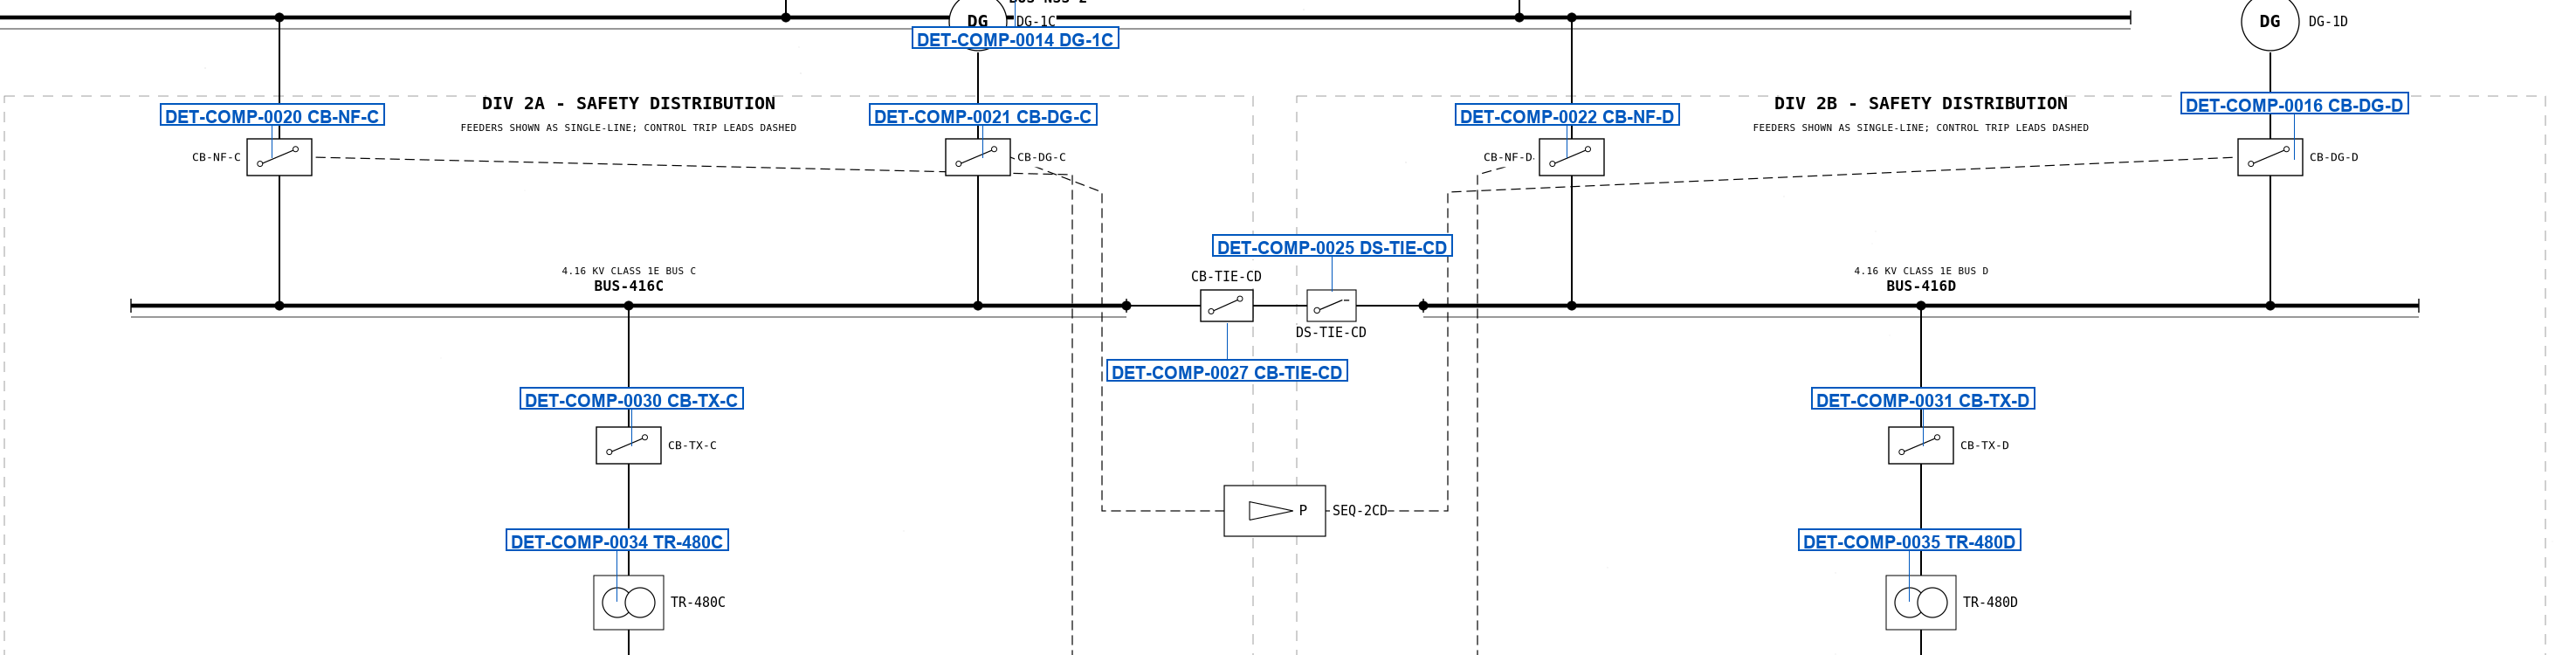 DG
DG-1C
DET-COMP-0014 DG-1C
DG
DG-1D
DET-COMP-0020 CB-NF-C
DIV 2A - SAFETY DISTRIBUTION
FEEDERS SHOWN AS SINGLE-LINE; CONTROL TRIP LEADS DASHED
DET-COMP-0021 CB-DG-C
DET-COMP-0022 CB-NF-D
DIV 2B - SAFETY DISTRIBUTION
FEEDERS SHOWN AS SINGLE-LINE; CONTROL TRIP LEADS DASHED
DET-COMP-0016 CB-DG-D
CB-NF-C
CB-DG-C
CB-NF-D
CB-DG-D
DET-COMP-0025 DS-TIE-CD
4.16 KV CLASS 1E BUS C
BUS-416C
CB-TIE-CD
4.16 KV CLASS 1E BUS D
BUS-416D
DS-TIE-CD
DET-COMP-0027 CB-TIE-CD
DET-COMP-0030 CB-TX-C
DET-COMP-0031 CB-TX-D
CB-TX-C
CB-TX-D
P
SEQ-2CD
DET-COMP-0034 TR-480C
DET-COMP-0035 TR-480D
TR-480C
TR-480D